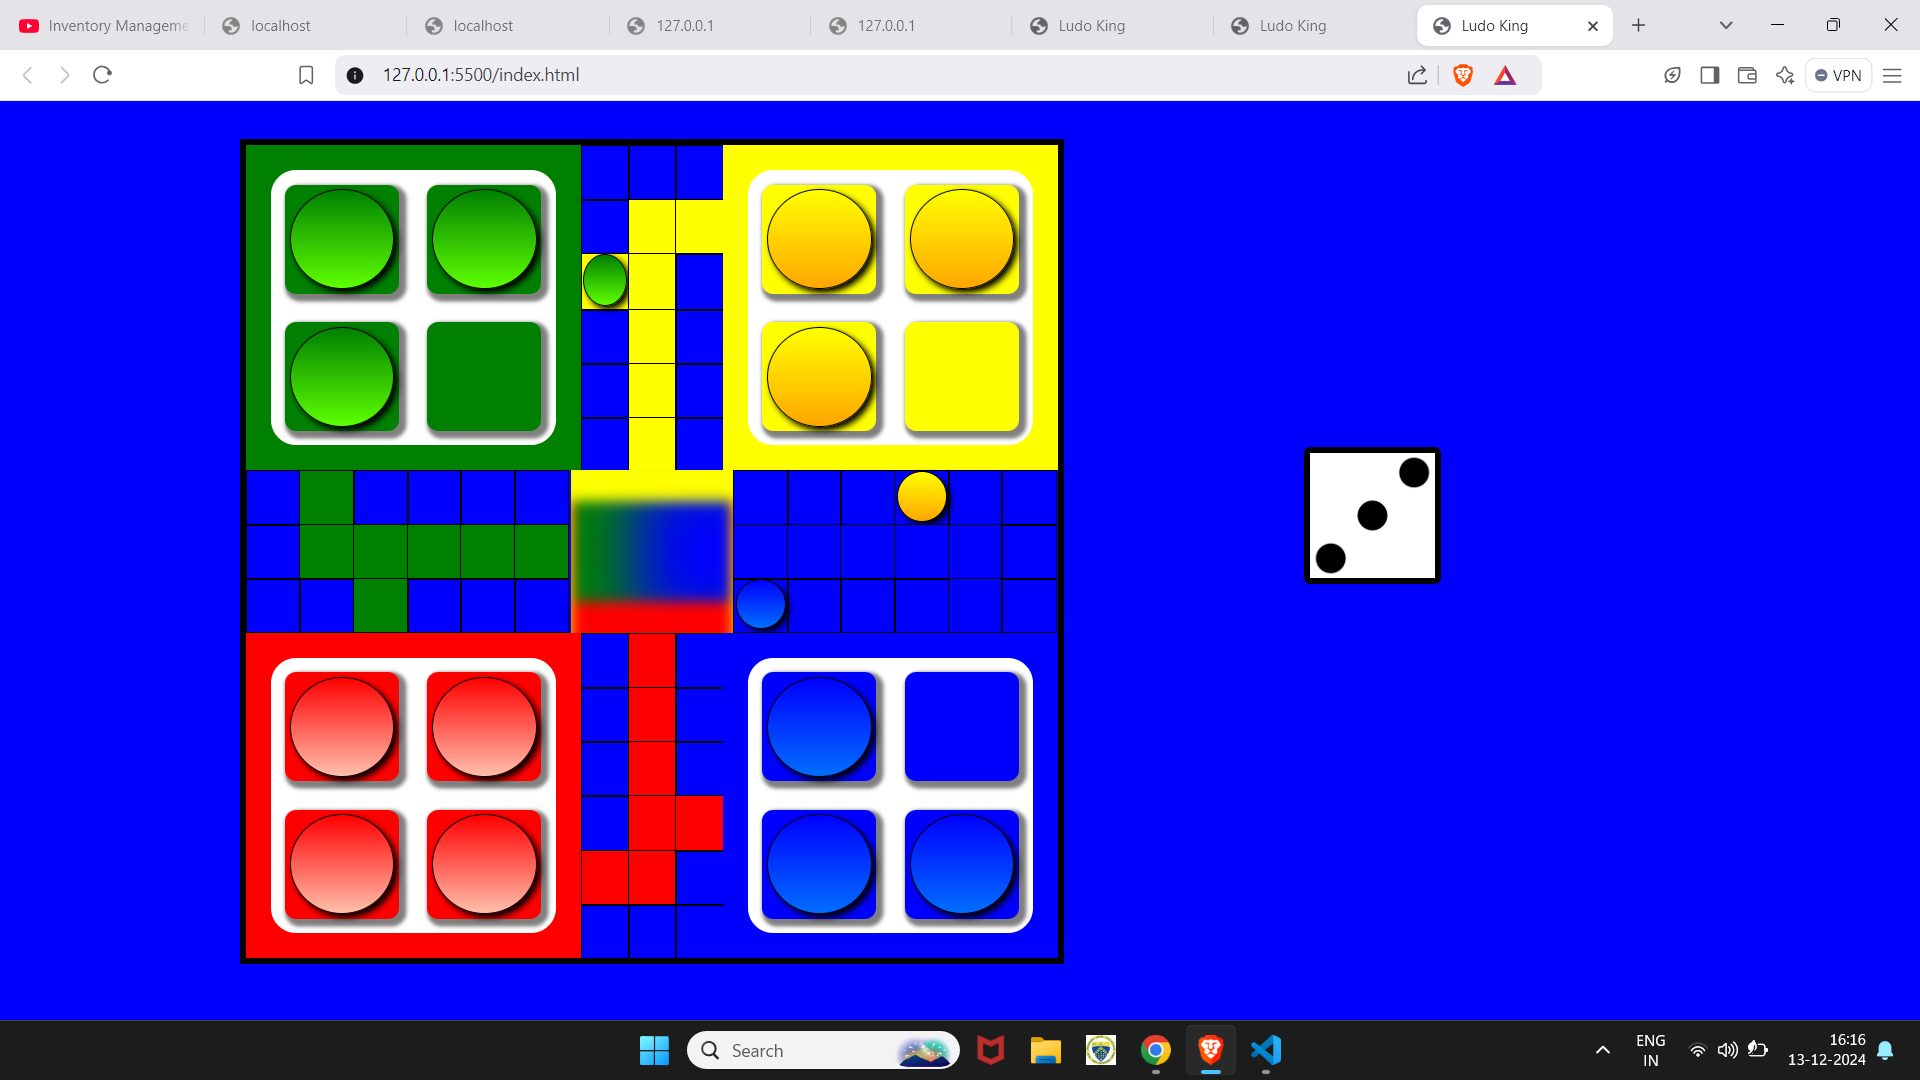 Inventory Manageme
localhost
localhost
127.0.0.1
127.0.0.1
Ludo King
Ludo King
Ludo King
127.0.0.1:5500/index.html
VPN
Search
ENG
IN
16:16
13-12-2024